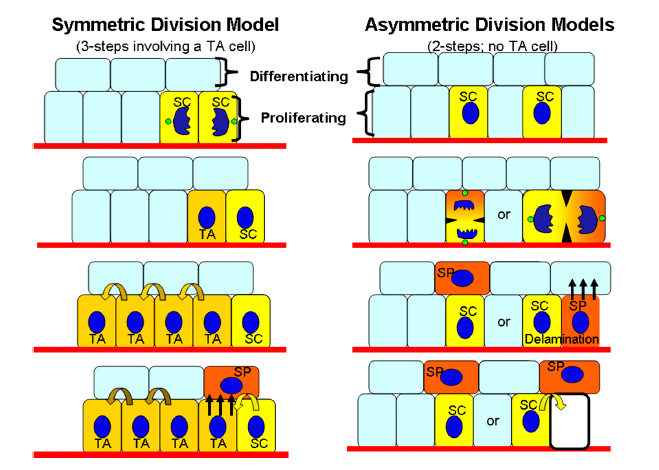 Symmetric Division Model
(3-steps involving a TA cell)
Asymmetric Division Models
(2-steps; no TA cell)
Differentiating
Proliferating
SC SC
SC SC
TA SC
or
TA TA TA TA SC
SP
SC or SC SP
Delamination
SP
TA TA TA TA SC
SP SP
SC or SC